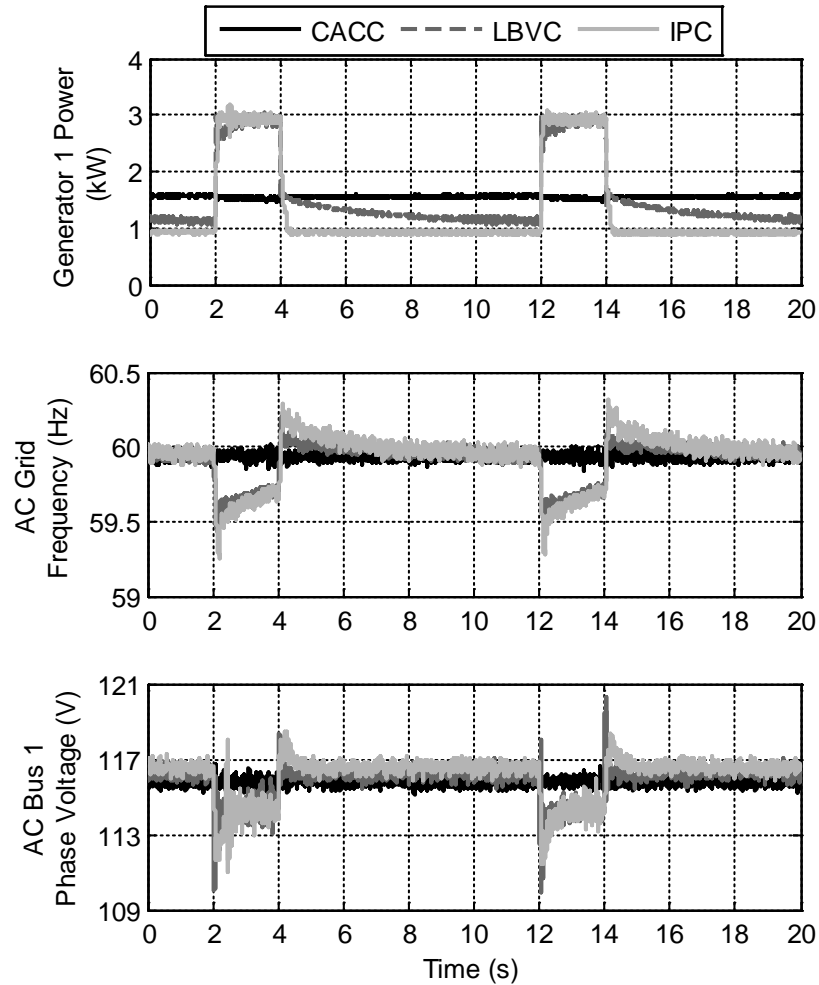 CACC LBVC IPC
Generator 1 Power
(kW)
4
3
2
1
0
0 2 4 6 8 10 12 14 16 18 20
AC Grid
Frequency (Hz)
60.5
60
59.5
59
0 2 4 6 8 10 12 14 16 18 20
AC Bus 1
Phase Voltage (V)
121
117
113
109
0 2 4 6 8 10 12 14 16 18 20
Time (s)